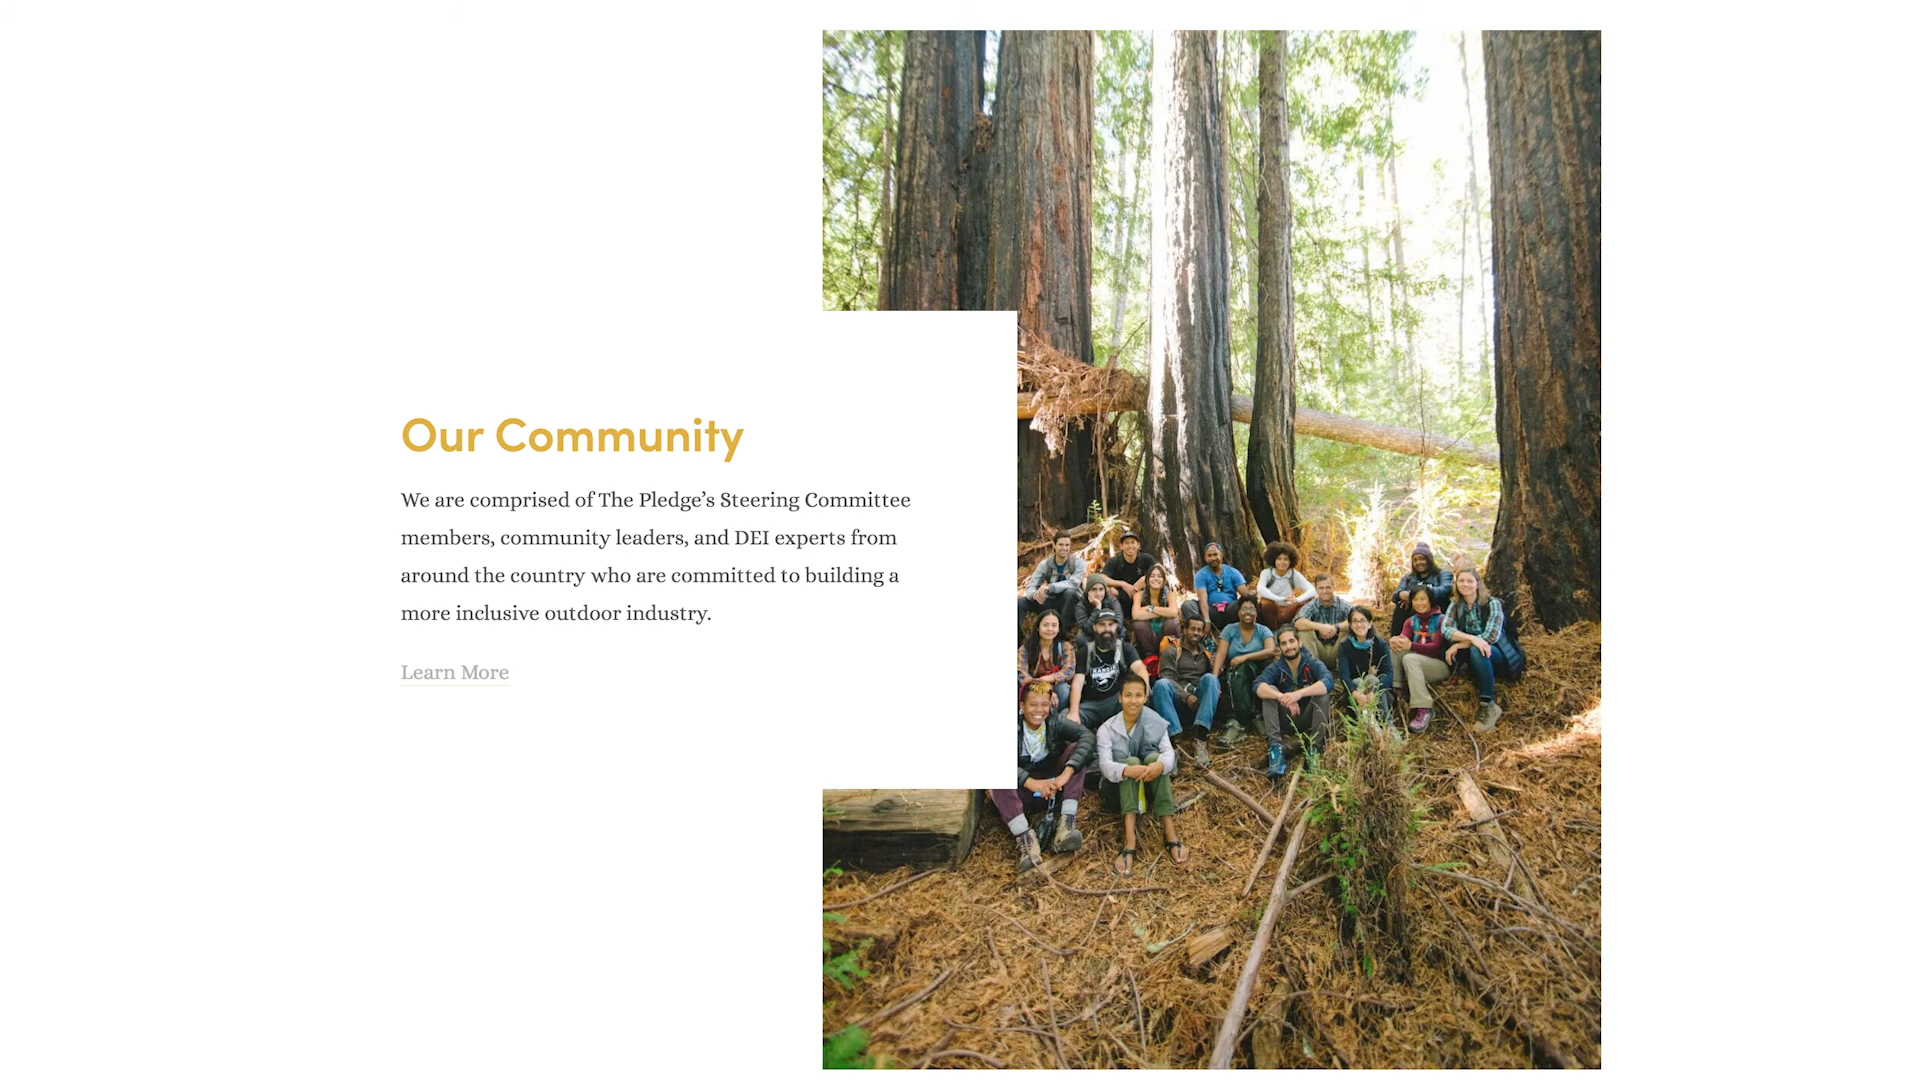 Our Community
We are comprised of The Pledge’s Steering Committee
members, community leaders, and DEI experts from
around the country who are committed to building a
more inclusive outdoor industry.
Learn More